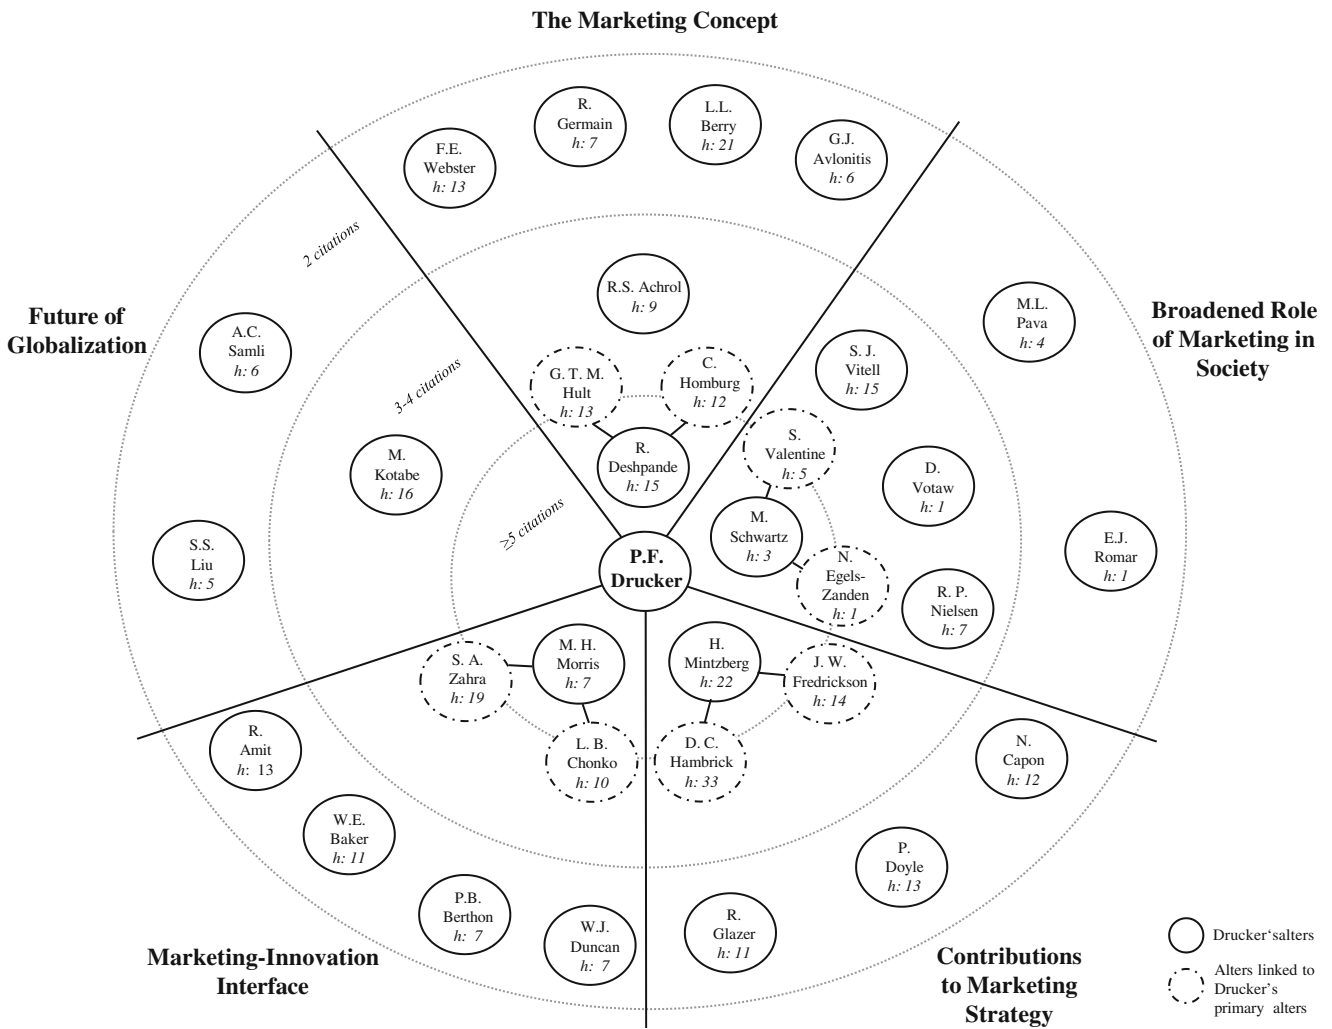 The Marketing Concept
R.
Germain
h: 7
L.L.
Berry
h: 21
F.E.
Webster
h: 13
G.J.
Avlonitis
h: 6
2 citations
R.S. Achrol
h: 9
Future of
Globalization
A.C.
Samli
h: 6
M.L.
Pava
h: 4
Broadened Role
of Marketing in
Society
3-4 citations
G. T. M.
Hult
h: 13
C.
Homburg
h: 12
S. J.
Vitell
h: 15
M.
Kotabe
h: 16
R.
Deshpande
h: 15
S.
Valentine
h: 5
D.
Votaw
h: 1
≥5 citations
S.S.
Liu
h: 5
P.F.
Drucker
M.
Schwartz
h: 3
N.
Egels-
Zanden
h: 1
R. P.
Nielsen
h: 7
E.J.
Romar
h: 1
S. A.
Zahra
h: 19
M. H.
Morris
h: 7
H.
Mintzberg
h: 22
J. W.
Fredrickson
h: 14
R.
Amit
h: 13
L. B.
Chonko
h: 10
D. C.
Hambrick
h: 33
N.
Capon
h: 12
W.E.
Baker
h: 11
P.
Doyle
h: 13
P.B.
Berthon
h: 7
W.J.
Duncan
h: 7
R.
Glazer
h: 11
Marketing-Innovation
Interface
Contributions
to Marketing
Strategy
Drucker‘salters
Alters linked to
Drucker’s
primary alters